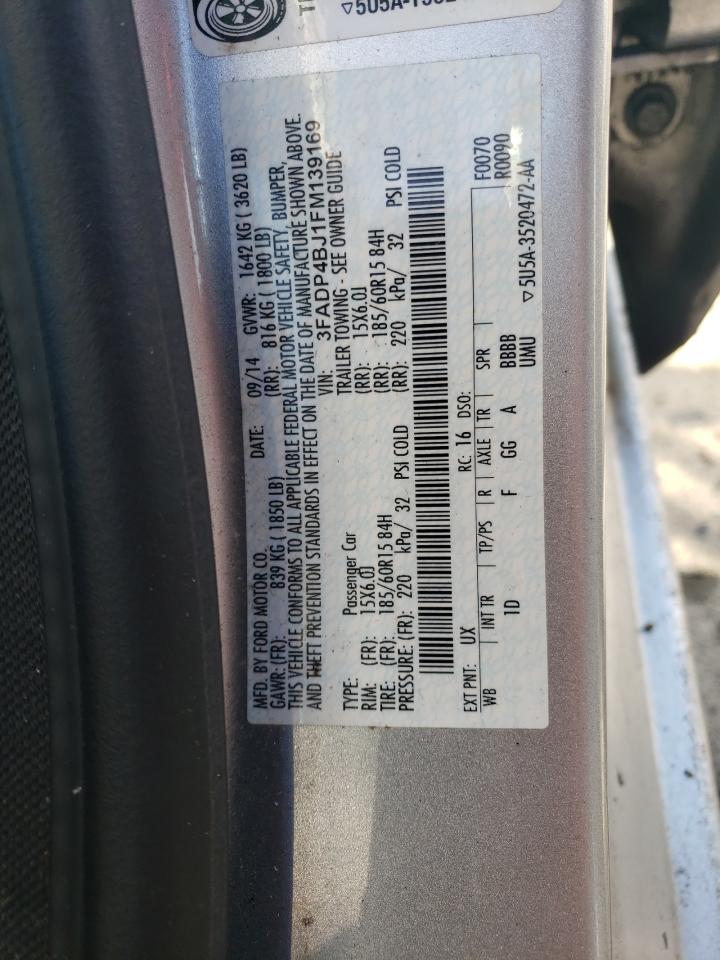 MFD. BY FORD MOTOR CO.
DATE: 09/14 GVWR: 1642 KG ( 3620 LB)
GAWR: (FR): 839 KG ( 1850 LB) (RR): 816 KG ( 1800 LB)
THIS VEHICLE CONFORMS TO ALL APPLICABLE FEDERAL MOTOR VEHICLE SAFETY, BUMPER,
AND THEFT PREVENTION STANDARDS IN EFFECT ON THE DATE OF MANUFACTURE SHOWN ABOVE.
VIN: 3FADP4BJ1FM139169
TYPE: Passenger Car TRAILER TOWING - SEE OWNER GUIDE
RIM: (FR): 15X6.0J (RR): 15X6.0J
TIRE: (FR): 185/60R15 84H (RR): 185/60R15 84H
PRESSURE: (FR): 220 kPa/ 32 PSI COLD (RR): 220 kPa/ 32 PSI COLD
EXT PNT: UX RC: 16 DSO: F0070
WB INT TR TP/PS R AXLE TR SPR R0090
1D F GG A BBBB
UMU ▽5U5A-3520472-AA